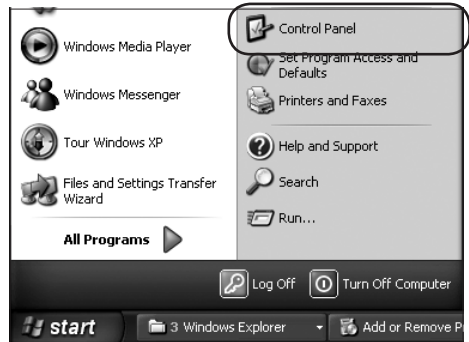 Windows Media Player
Windows Messenger
Tour Windows XP
Files and Settings Transfer
Wizard
All Programs
Control Panel
Set Program Access and
Defaults
Printers and Faxes
Help and Support
Search
Run...
Log Off
Turn Off Computer
start
3 Windows Explorer
Add or Remove